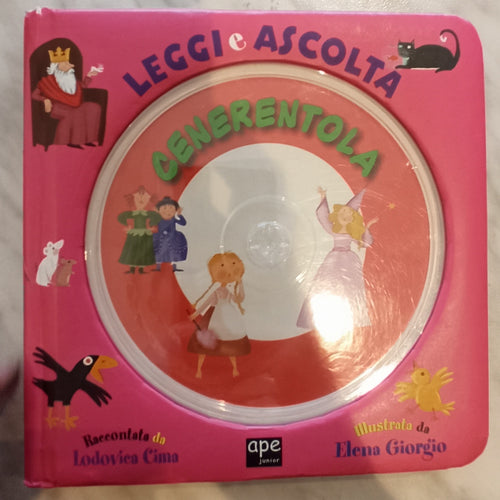 LEGGI e ASCOLTA
CENERENTOLA
Raccontata da
Lodovica Cima
ape
junior
Illustrata da
Elena Giorgio